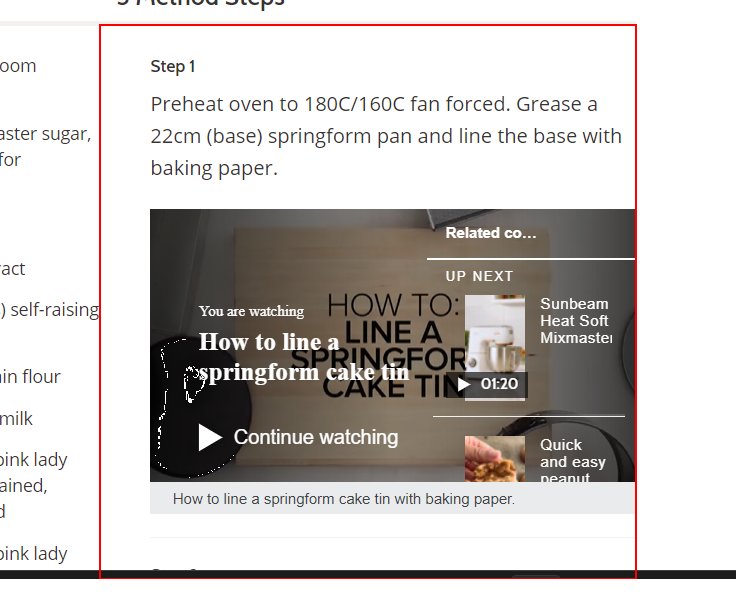 5 Method Steps
oom
aster sugar,
for
ract
) self-raising
in flour
milk
pink lady
ained,
d
pink lady
Step 1
Preheat oven to 180C/160C fan forced. Grease a
22cm (base) springform pan and line the base with
baking paper.
Related co...
UP NEXT
You are watching
How to line a
springform cake tin
HOW TO:
LINE A
SPRINGFOR
CAKE TIN
Continue watching
Sunbeam
Heat Soft
Mixmaster
01:20
Quick
and easy
peanut
How to line a springform cake tin with baking paper.